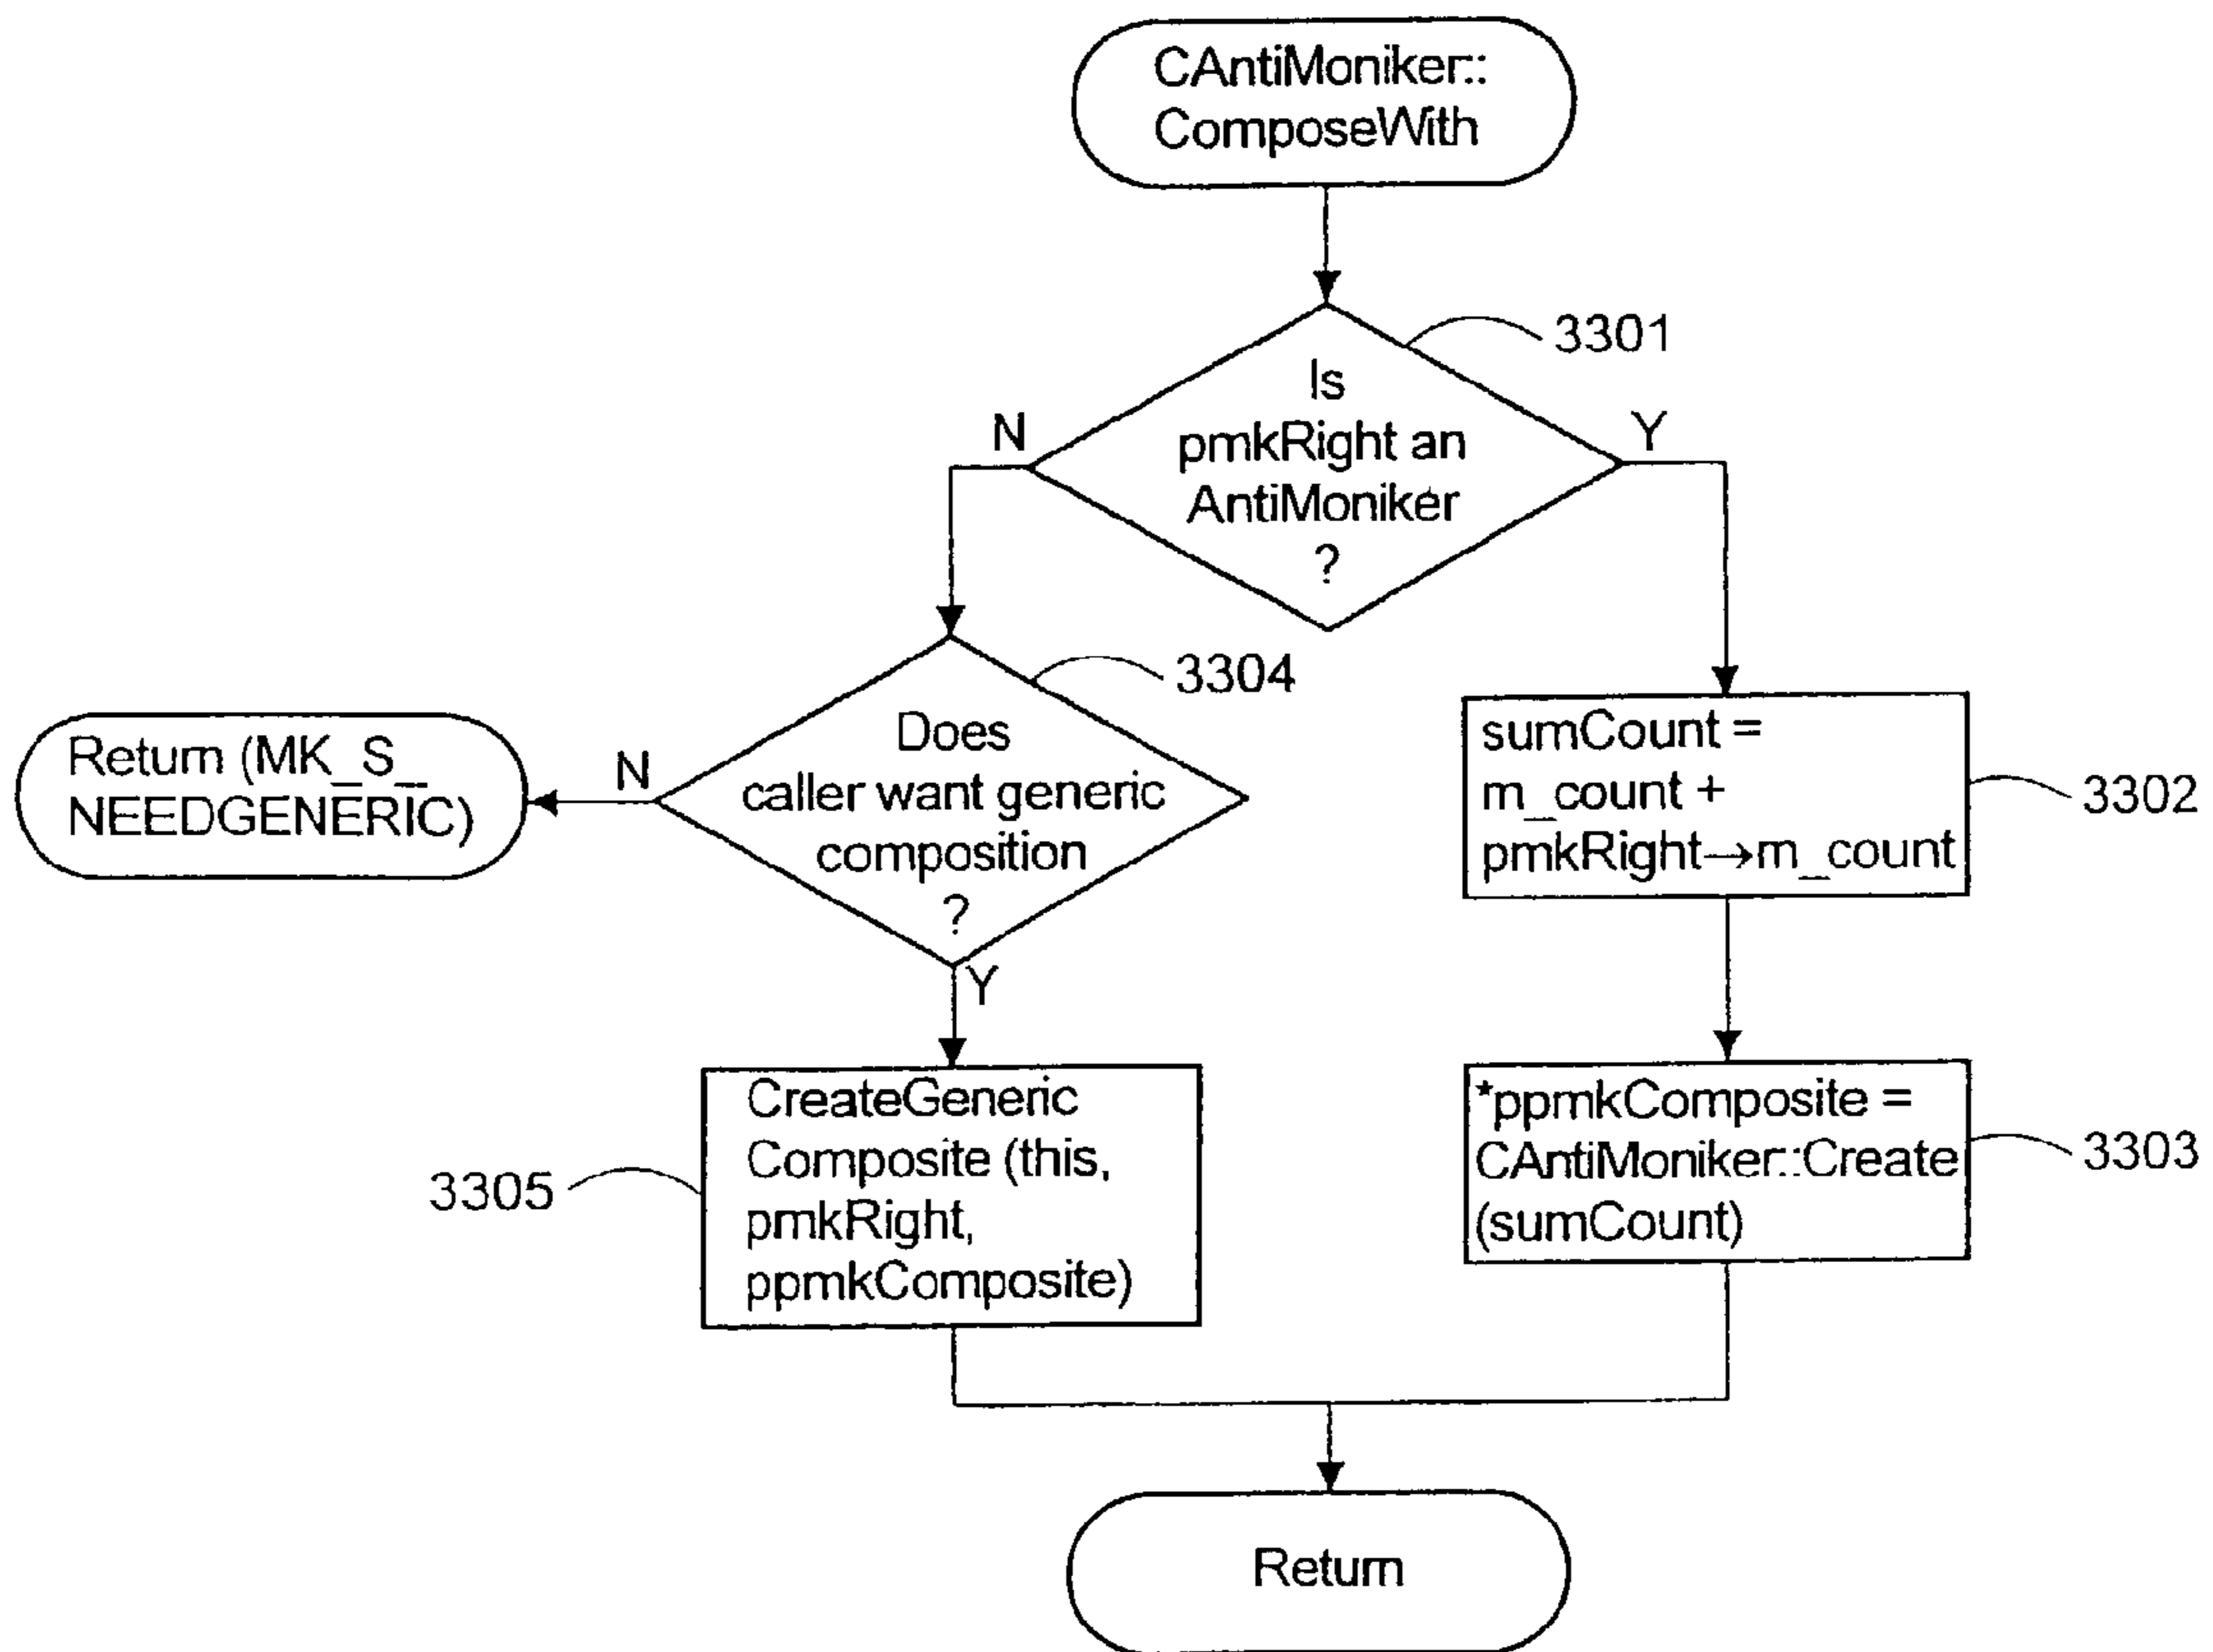 CAntiMoniker::
ComposeWith
3301
Is
pmkRight an
AntiMoniker
?
N
Y
3304
Does
caller want generic
composition
?
N
Return (MK_S_
NEEDGENERIC)
Y
sumCount =
m_count +
pmkRight→m_count
3302
CreateGeneric
Composite (this,
pmkRight,
ppmkComposite)
3305
*ppmkComposite =
CAntiMoniker::Create
(sumCount)
3303
Return